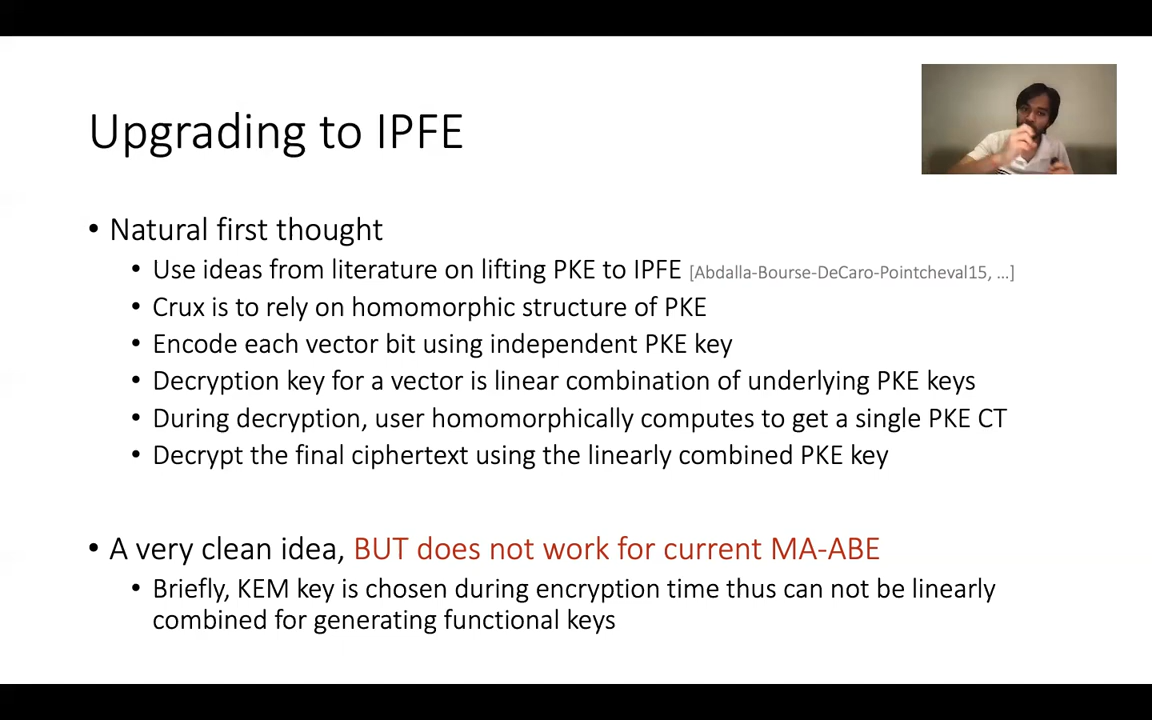 Upgrading to IPFE
• Natural first thought
• Use ideas from literature on lifting PKE to IPFE [Abdalla-Bourse-DeCaro-Pointcheval15, ...]
• Crux is to rely on homomorphic structure of PKE
• Encode each vector bit using independent PKE key
• Decryption key for a vector is linear combination of underlying PKE keys
• During decryption, user homomorphically computes to get a single PKE CT
• Decrypt the final ciphertext using the linearly combined PKE key
• A very clean idea, BUT does not work for current MA-ABE
• Briefly, KEM key is chosen during encryption time thus can not be linearly
combined for generating functional keys